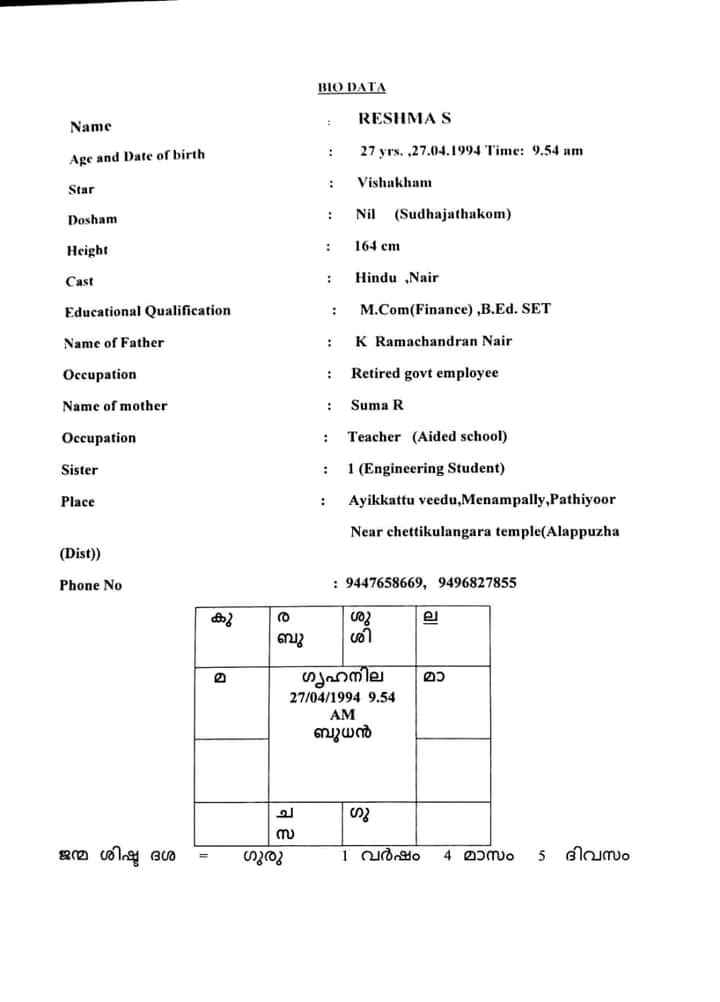 BIO DATA
Name : RESHMA S
Age and Date of birth : 27 yrs. ,27.04.1994 Time: 9.54 am
Star : Vishakham
Dosham : Nil (Sudhajathakom)
Height : 164 cm
Cast : Hindu ,Nair
Educational Qualification : M.Com(Finance) ,B.Ed. SET
Name of Father : K Ramachandran Nair
Occupation : Retired govt employee
Name of mother : Suma R
Occupation : Teacher (Aided school)
Sister : 1 (Engineering Student)
Place : Ayikkattu veedu,Menampally,Pathiyoor
Near chettikulangara temple(Alappuzha
(Dist))
Phone No : 9447658669, 9496827855
കു ര ശു ല
ബു ശി
മ ഗൃഹനില മാ
27/04/1994 9.54
AM
ബുധൻ
ച ഗു
സ
ജന്മ ശിഷ്ട ദശ = ഗുരു 1 വർഷം 4 മാസം 5 ദിവസം